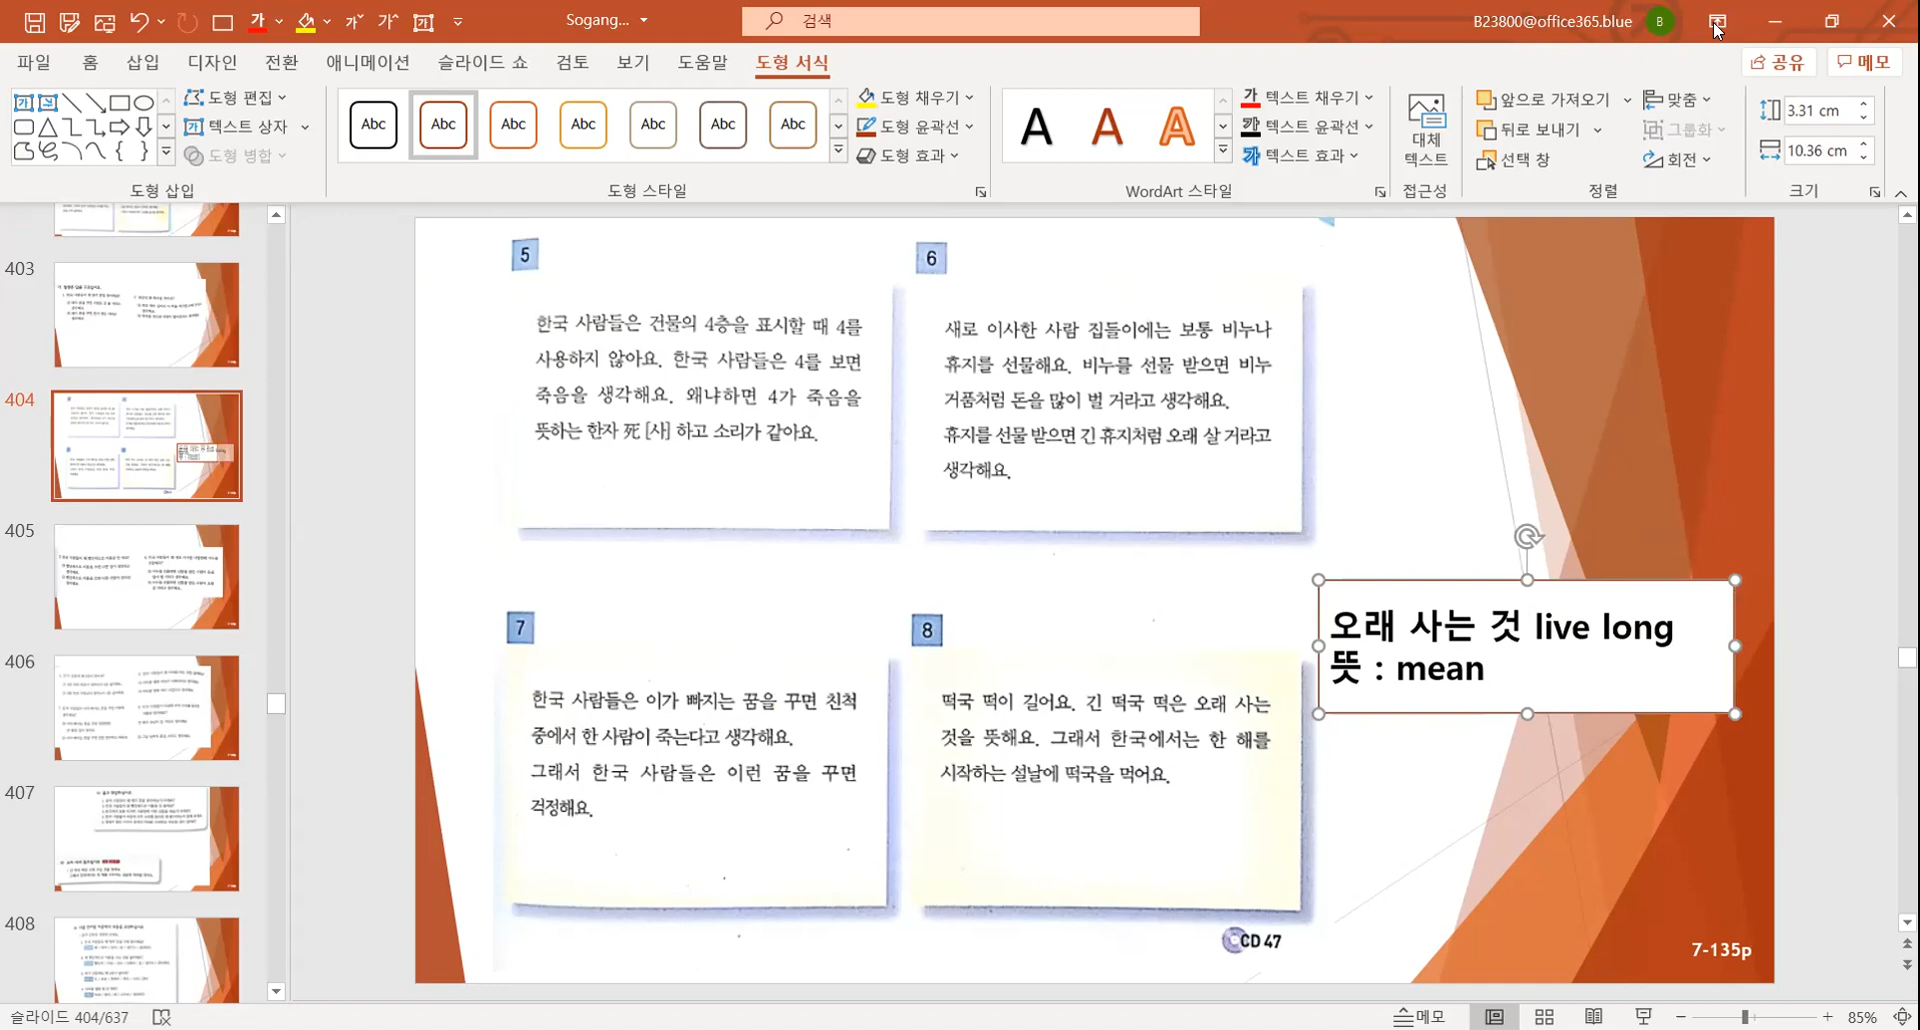 가
가ˇ
가^
가
Sogang...
검색
B23800@office365.blue
B
파일
홈
삽입
디자인
전환
애니메이션
슬라이드 쇼
검토
보기
도움말
도형 서식
공유
메모
도형 편집
텍스트 상자
도형 병합
도형 삽입
Abc
Abc
Abc
Abc
Abc
Abc
Abc
도형 채우기
도형 윤곽선
도형 효과
도형 스타일
A
A
A
텍스트 채우기
텍스트 윤곽선
텍스트 효과
WordArt 스타일
대체
텍스트
접근성
앞으로 가져오기
뒤로 보내기
선택 창
맞춤
그룹화
회전
정렬
3.31 cm
10.36 cm
크기
403
404
405
406
407
408
5
한국 사람들은 건물의 4층을 표시할 때 4를
사용하지 않아요. 한국 사람들은 4를 보면
죽음을 생각해요. 왜냐하면 4가 죽음을
뜻하는 한자 死 [사] 하고 소리가 같아요.
6
새로 이사한 사람 집들이에는 보통 비누나
휴지를 선물해요. 비누를 선물 받으면 비누
거품처럼 돈을 많이 벌 거라고 생각해요.
휴지를 선물 받으면 긴 휴지처럼 오래 살 거라고
생각해요.
7
한국 사람들은 이가 빠지는 꿈을 꾸면 친척
중에서 한 사람이 죽는다고 생각해요.
그래서 한국 사람들은 이런 꿈을 꾸면
걱정해요.
8
떡국 떡이 길어요. 긴 떡국 떡은 오래 사는
것을 뜻해요. 그래서 한국에서는 한 해를
시작하는 설날에 떡국을 먹어요.
오래 사는 것 live long
뜻 : mean
CD 47
7-135p
슬라이드 404/637
메모
85%